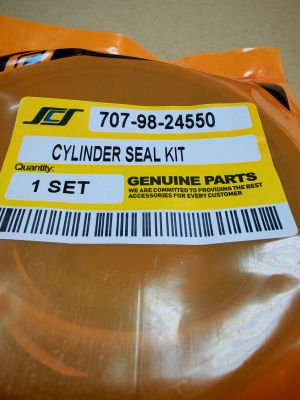 SCS
707-98-24550
CYLINDER SEAL KIT
Quantity:
1 SET
GENUINE PARTS
WE ARE COMMITTED TO PROVIDING THE BEST
ACCESSORIES FOR EVERY CUSTOMER